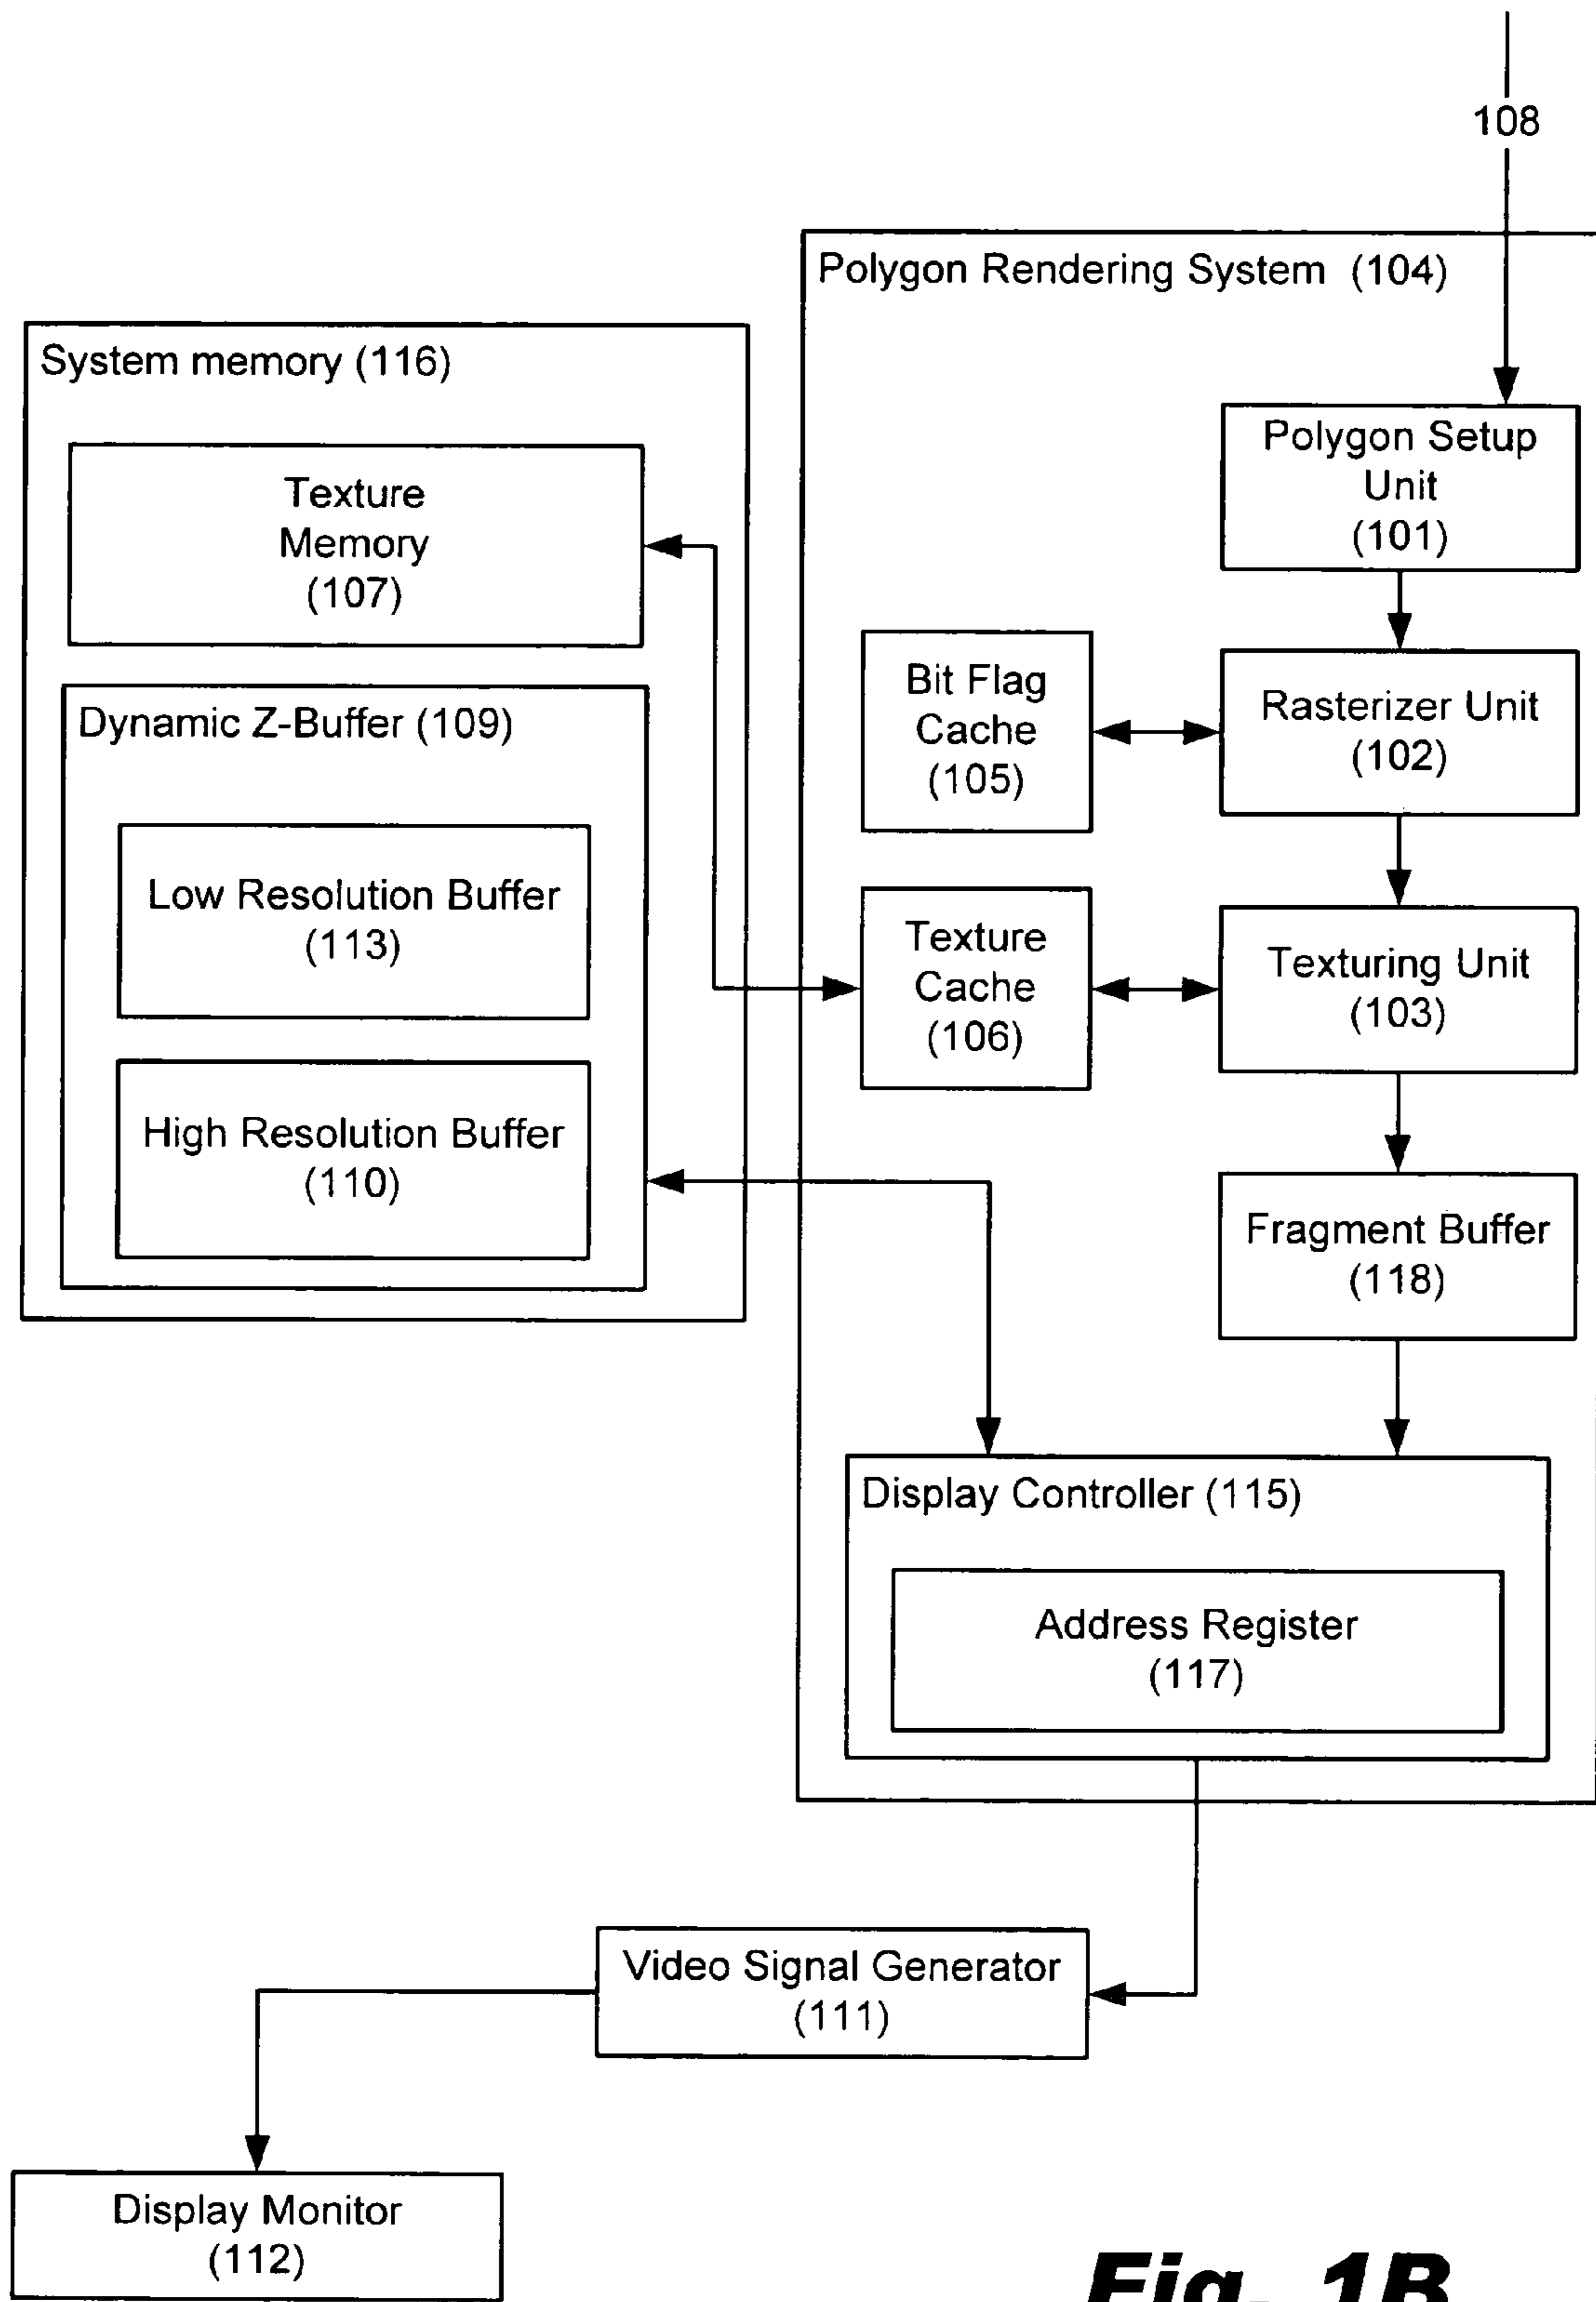 108
Polygon Rendering System (104)
System memory (116)
Polygon Setup
Unit
(101)
Texture
Memory
(107)
Bit Flag
Cache
(105)
Rasterizer Unit
(102)
Dynamic Z-Buffer (109)
Low Resolution Buffer
(113)
Texture
Cache
(106)
Texturing Unit
(103)
High Resolution Buffer
(110)
Fragment Buffer
(118)
Display Controller (115)
Address Register
(117)
Video Signal Generator
(111)
Display Monitor
(112)
Fig. 1B